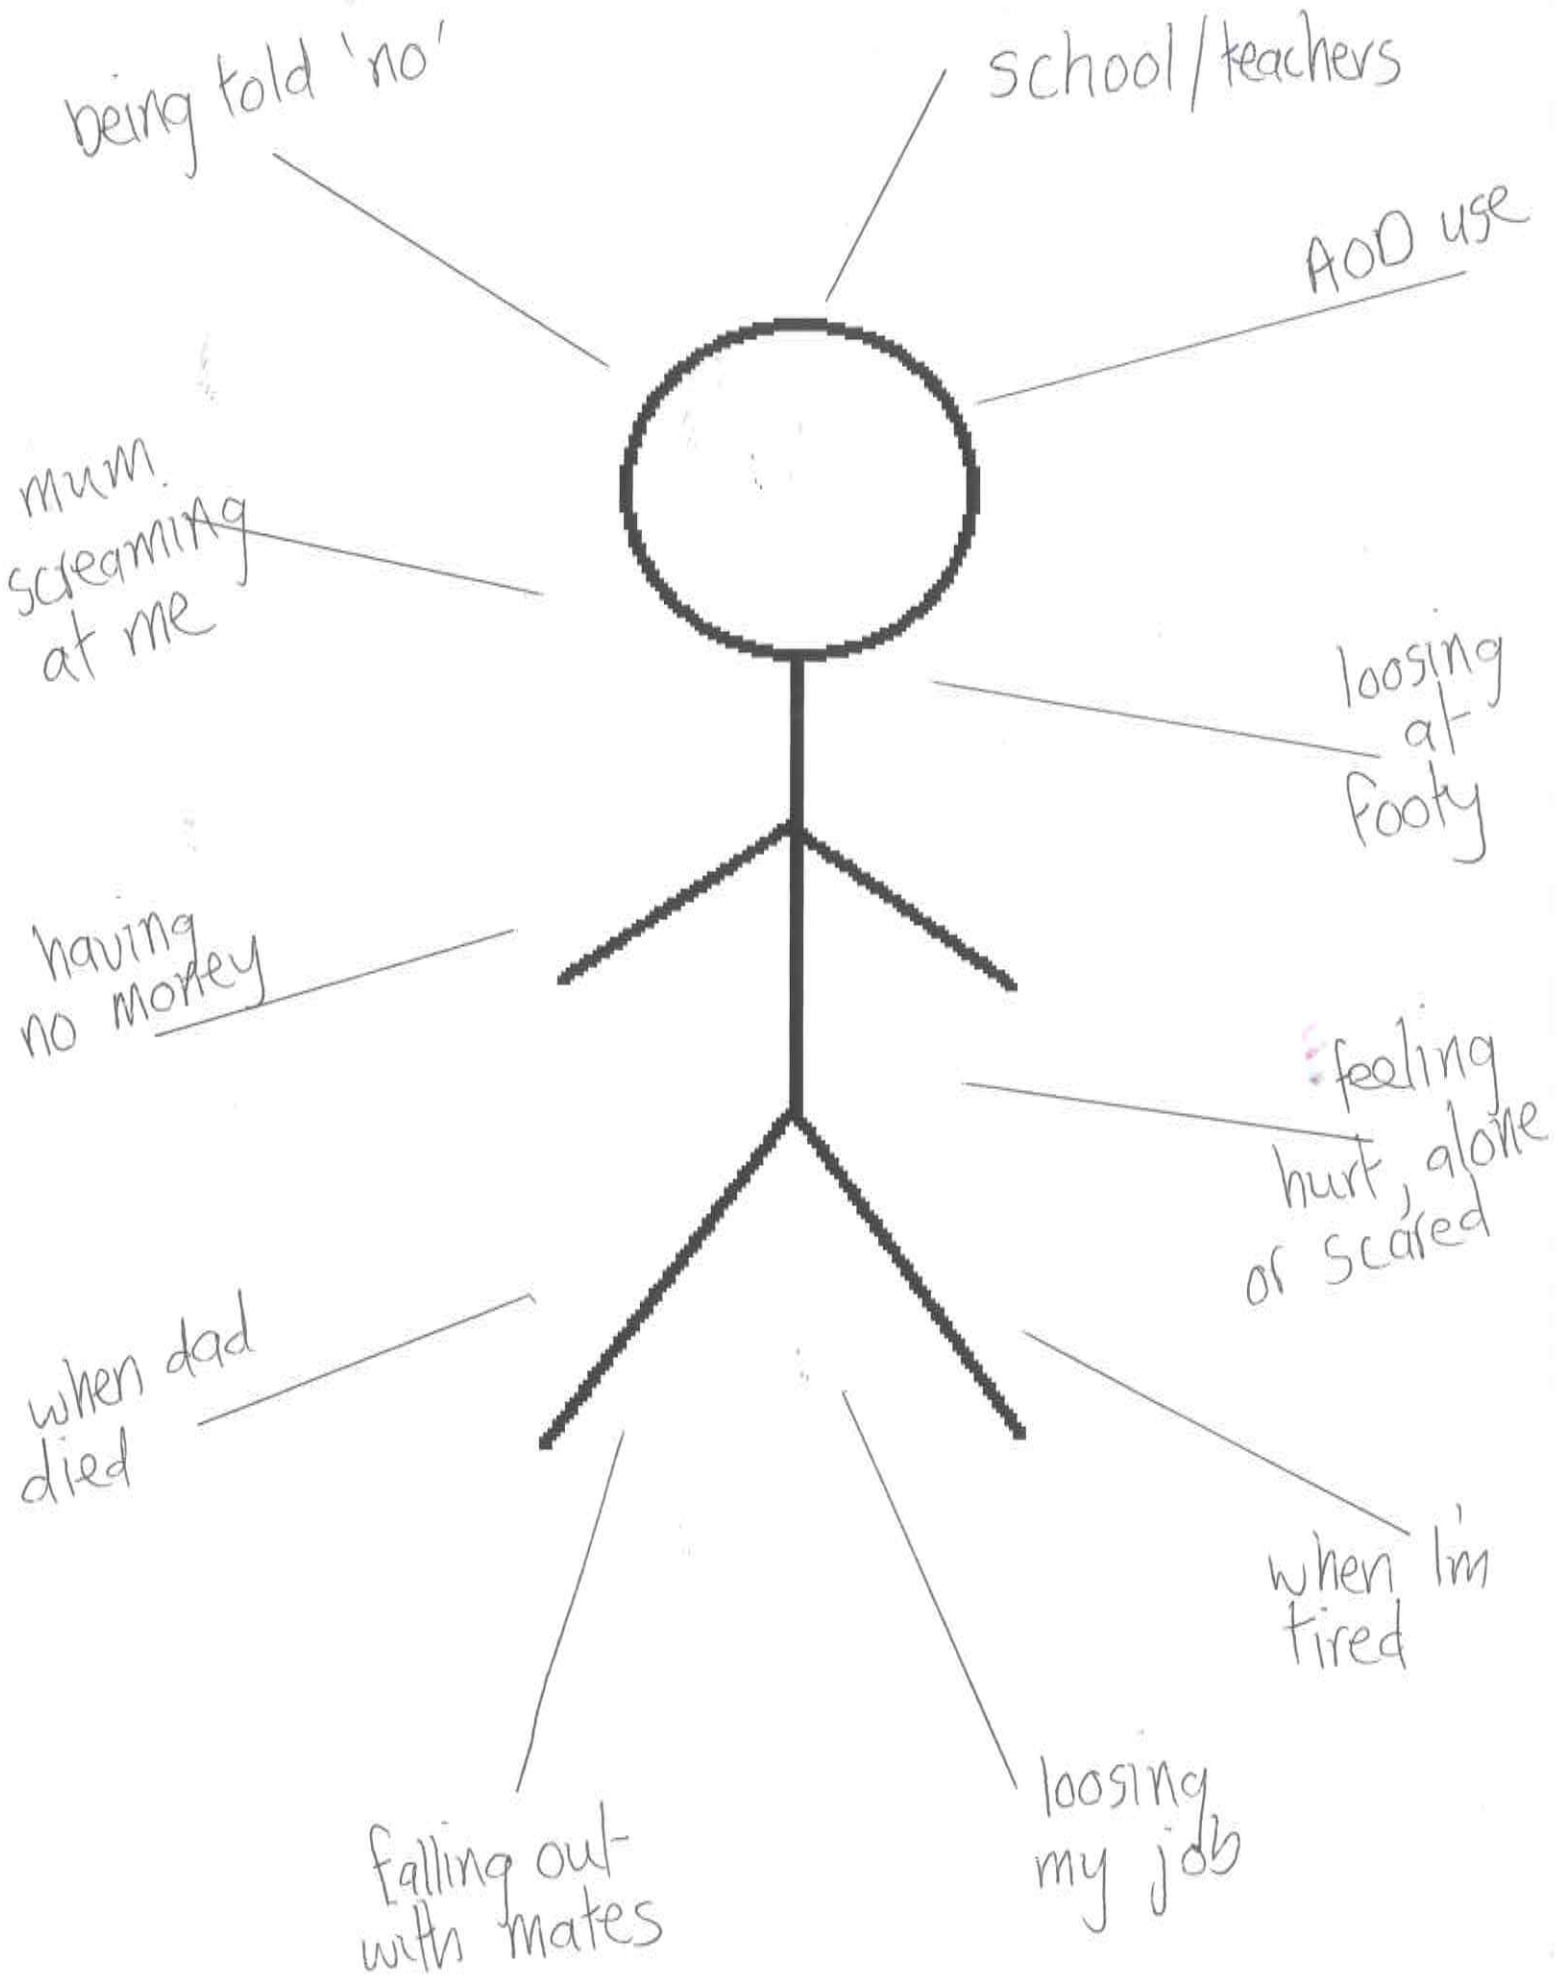 being told 'no'
school/teachers
AOD use
mum
screaming
at me
loosing
at
footy
having
no money
feeling
hurt, alone
or scared
when dad
died
when I'm
tired
falling out
with mates
loosing
my job